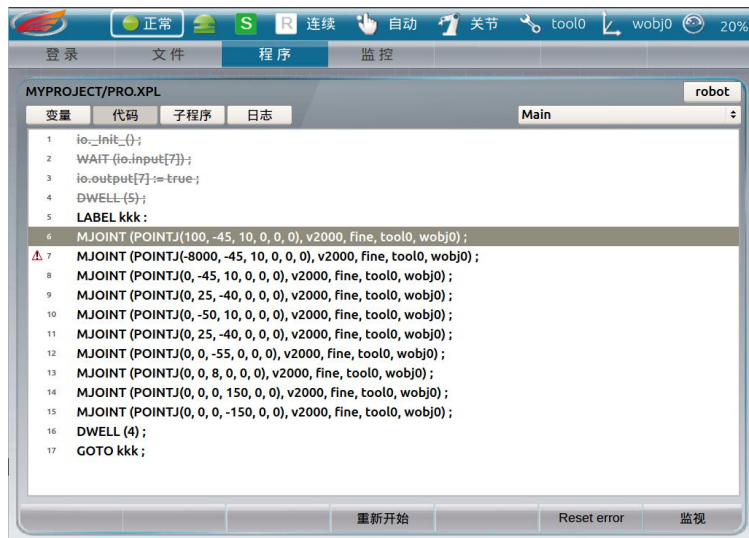 正常 S R 连续 自动 关节 tool0 wobj0 20%
登录 文件 程序 监控
MYPROJECT/PRO.XPL robot
变量 代码 子程序 日志 Main
1 io._Init_() ;
2 WAIT (io.input[7]) ;
3 io.output[7] := true ;
4 DWELL (5) ;
5 LABEL kkk :
6 MJOINT (POINTJ(100, -45, 10, 0, 0, 0), v2000, fine, tool0, wobj0) ;
7 MJOINT (POINTJ(-8000, -45, 10, 0, 0, 0), v2000, fine, tool0, wobj0) ;
8 MJOINT (POINTJ(0, -45, 10, 0, 0, 0), v2000, fine, tool0, wobj0) ;
9 MJOINT (POINTJ(0, 25, -40, 0, 0, 0), v2000, fine, tool0, wobj0) ;
10 MJOINT (POINTJ(0, -50, 10, 0, 0, 0), v2000, fine, tool0, wobj0) ;
11 MJOINT (POINTJ(0, 25, -40, 0, 0, 0), v2000, fine, tool0, wobj0) ;
12 MJOINT (POINTJ(0, 0, -55, 0, 0, 0), v2000, fine, tool0, wobj0) ;
13 MJOINT (POINTJ(0, 0, 8, 0, 0, 0), v2000, fine, tool0, wobj0) ;
14 MJOINT (POINTJ(0, 0, 0, 150, 0, 0), v2000, fine, tool0, wobj0) ;
15 MJOINT (POINTJ(0, 0, 0, -150, 0, 0), v2000, fine, tool0, wobj0) ;
16 DWELL (4) ;
17 GOTO kkk ;
重新开始 Reset error 监视